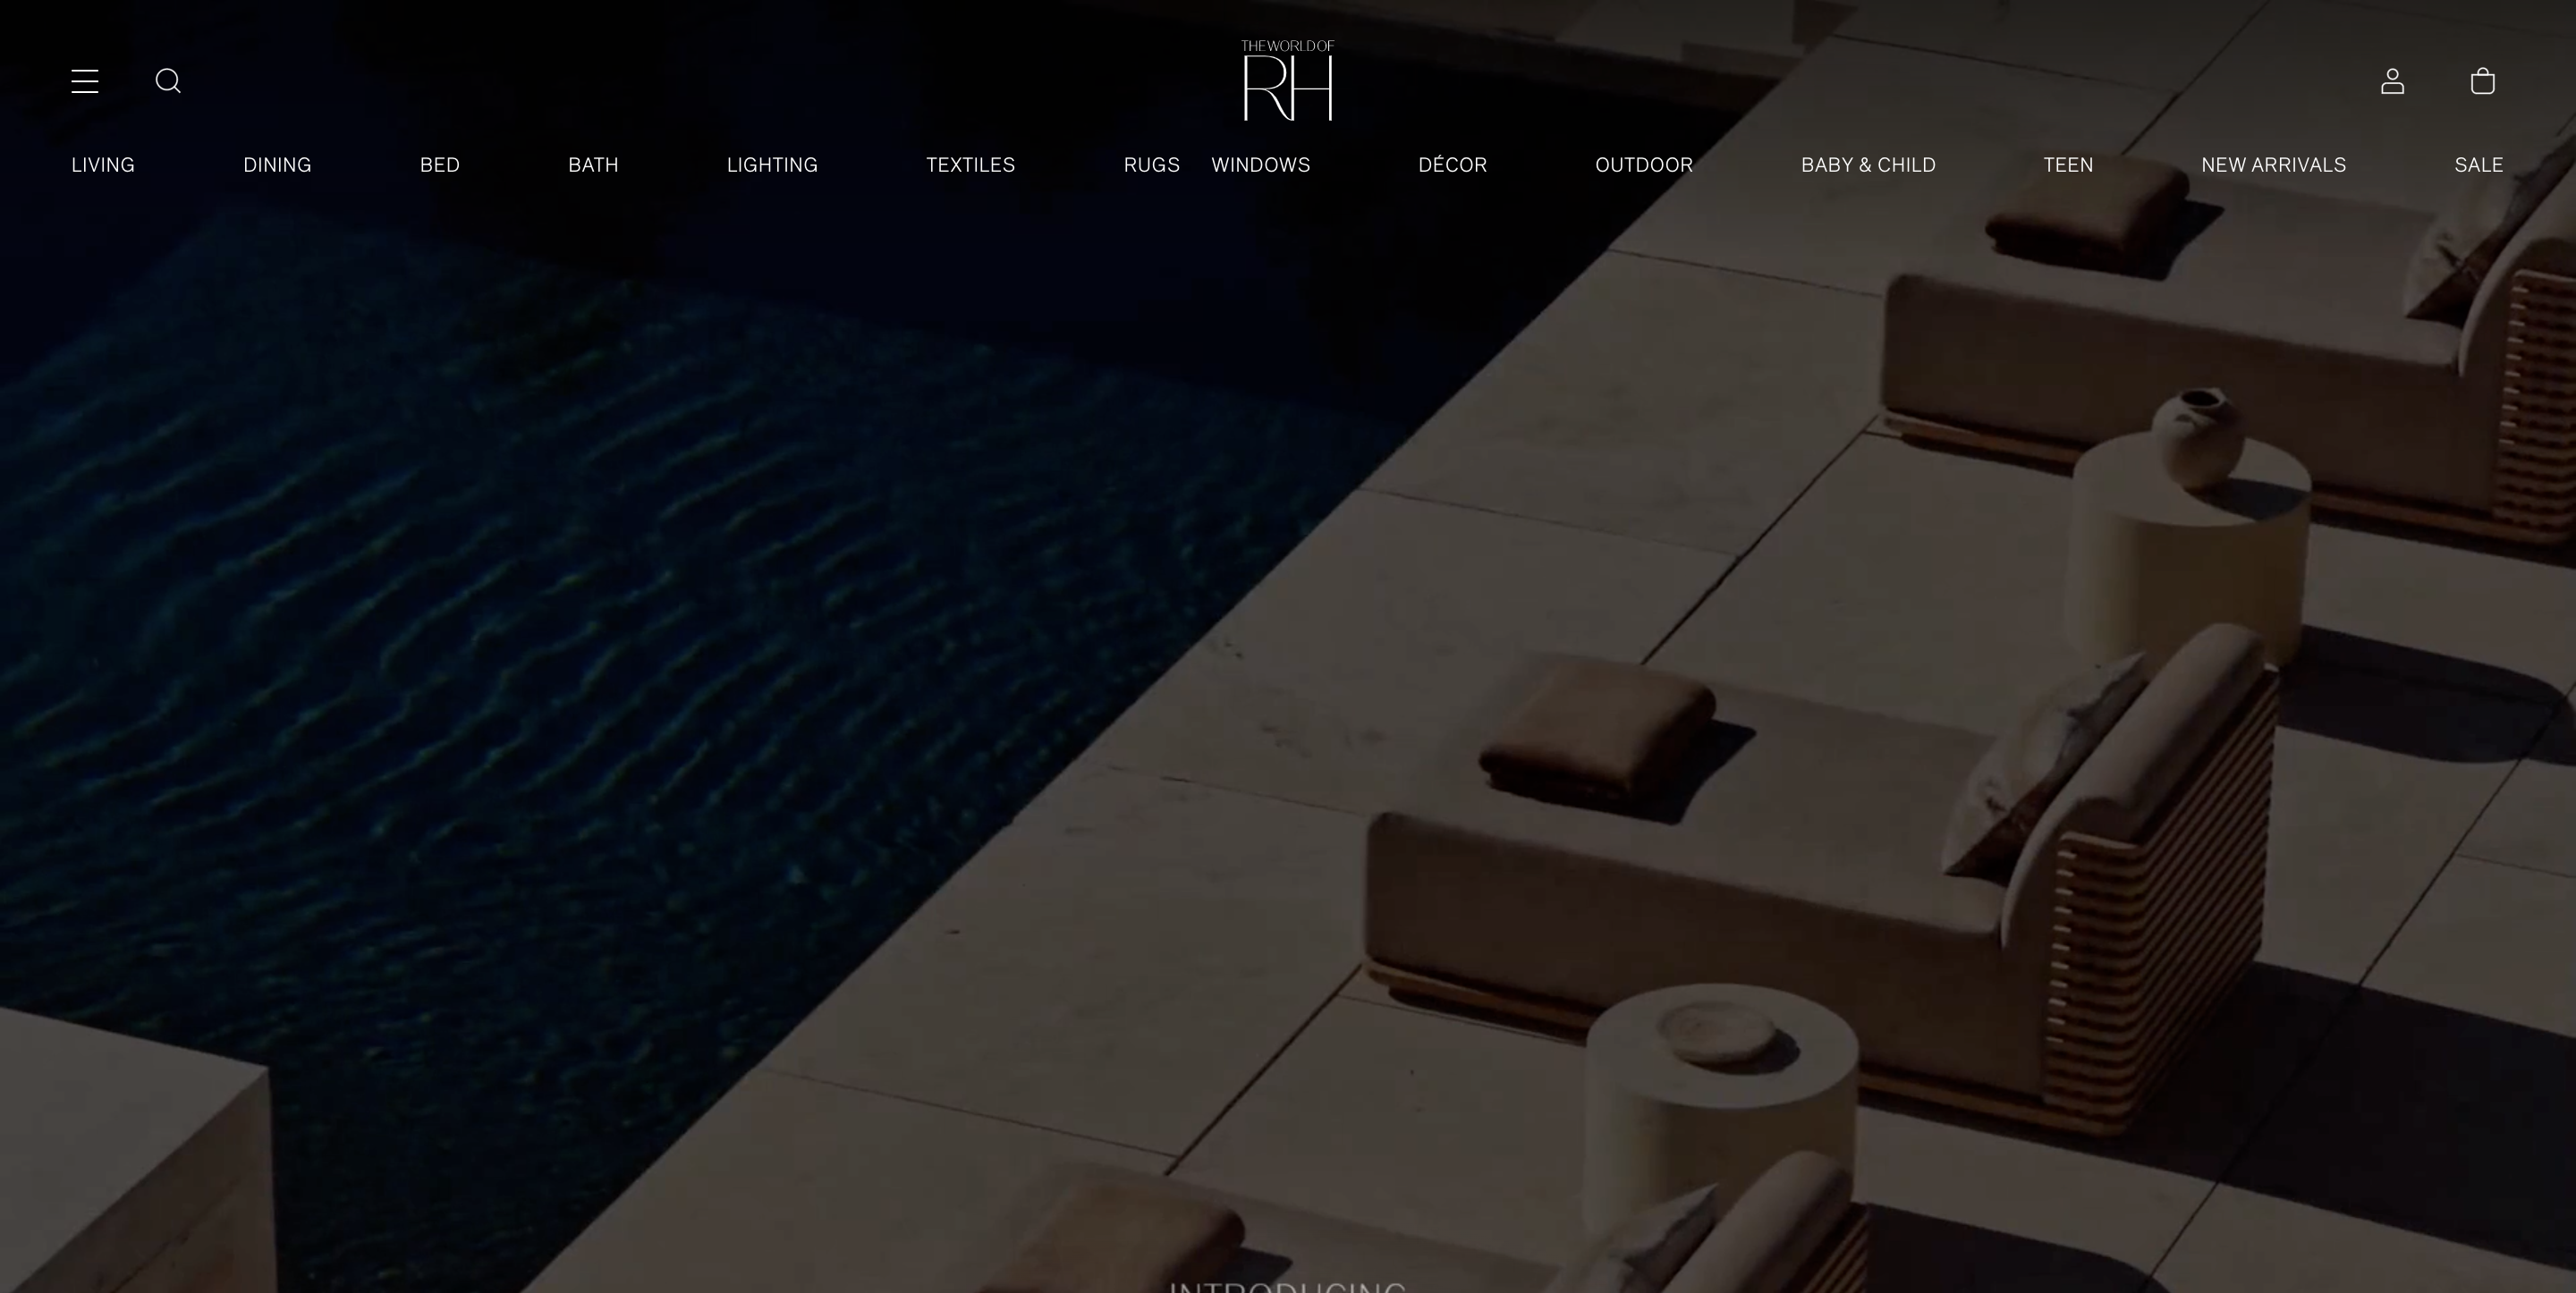 THE WORLD OF
RH
LIVING DINING BED BATH LIGHTING TEXTILES RUGS WINDOWS DÉCOR OUTDOOR BABY & CHILD TEEN NEW ARRIVALS SALE
INTRODUCING